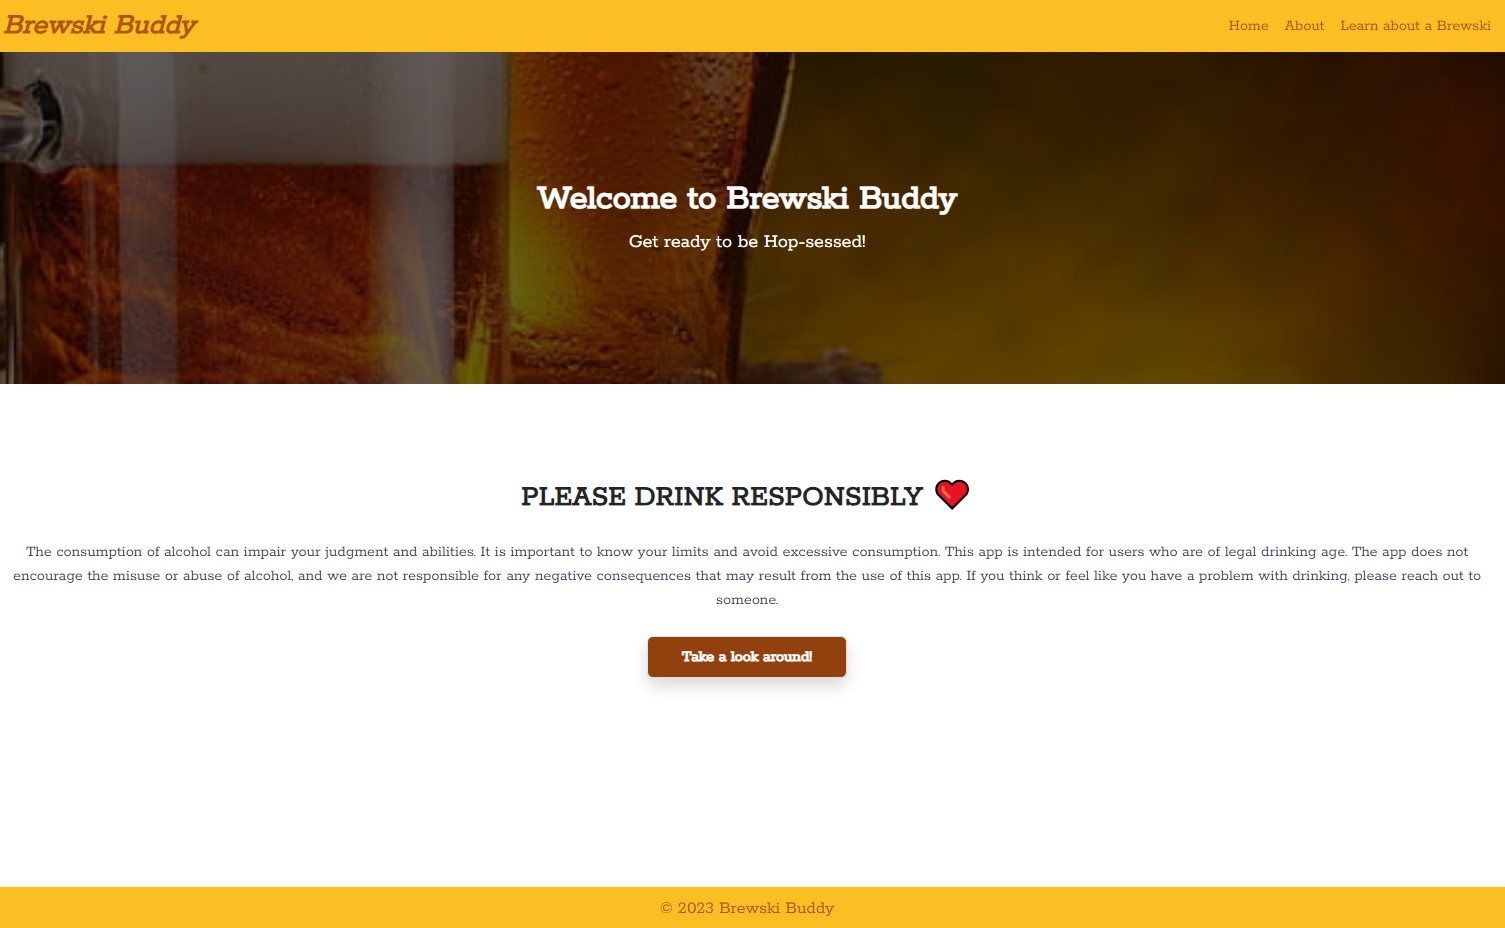 Brewski Buddy
Home About Learn about a Brewski
Welcome to Brewski Buddy
Get ready to be Hop-sessed!
PLEASE DRINK RESPONSIBLY ❤️
The consumption of alcohol can impair your judgment and abilities. It is important to know your limits and avoid excessive consumption. This app is intended for users who are of legal drinking age. The app does not
encourage the misuse or abuse of alcohol, and we are not responsible for any negative consequences that may result from the use of this app. If you think or feel like you have a problem with drinking, please reach out to
someone.
Take a look around!
© 2023 Brewski Buddy